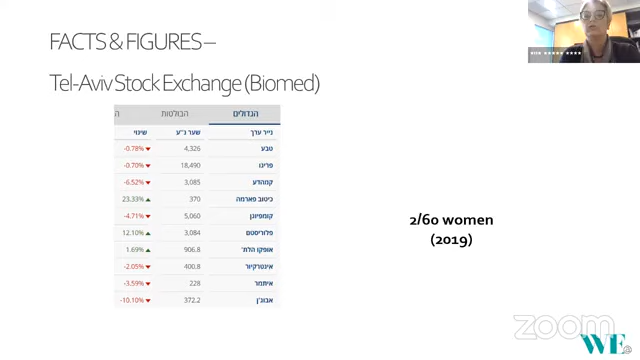 FACTS & FIGURES –
Tel-Aviv Stock Exchange (Biomed)
הגדולים הבולטות ה
נייר ערך שער נ"ע שינוי
טבע 4,326 -0.78%
פריגו 18,490 -0.70%
קמהדע 3,085 -6.52%
כיטוב פארמה 370 23.33%
קומפיוגן 5,060 -4.71%
פלוריסטם 3,084 12.10%
אופקו הלת' 906.8 1.69%
אינטרקיור 400.8 -2.05%
איתמר 228 -3.59%
אבוג'ן 372.2 -10.10%
2/60 women
(2019)
zoom
WE@